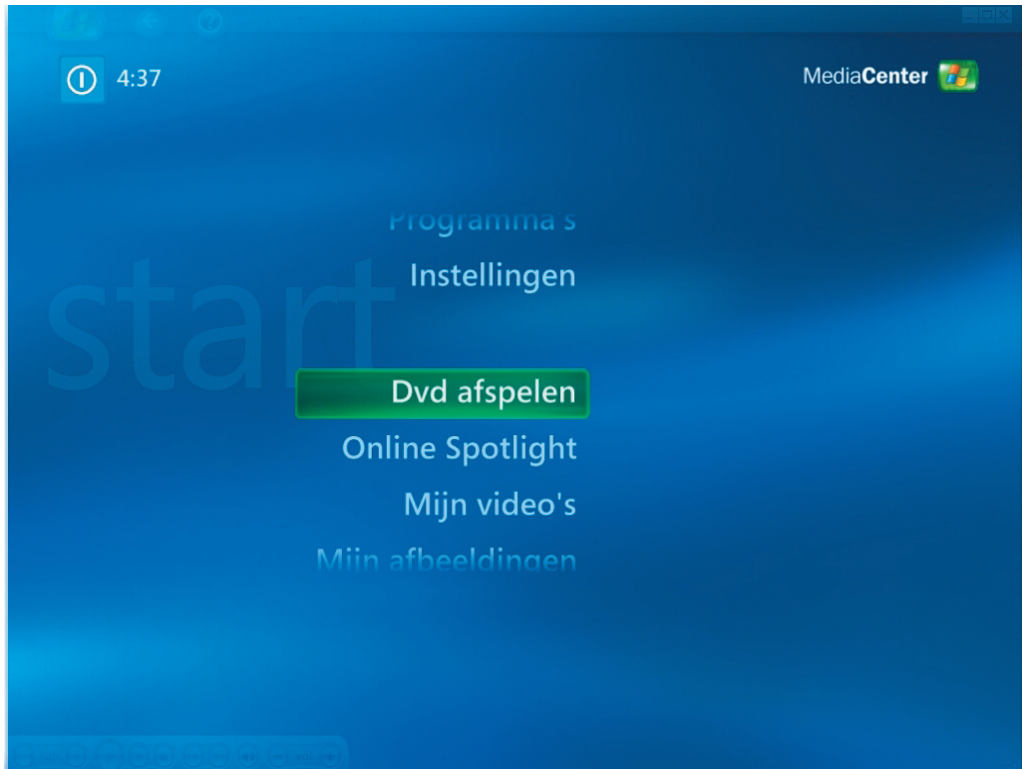 4:37
MediaCenter
Programma's
Instellingen
start
Dvd afspelen
Online Spotlight
Mijn video's
Mijn afbeeldingen